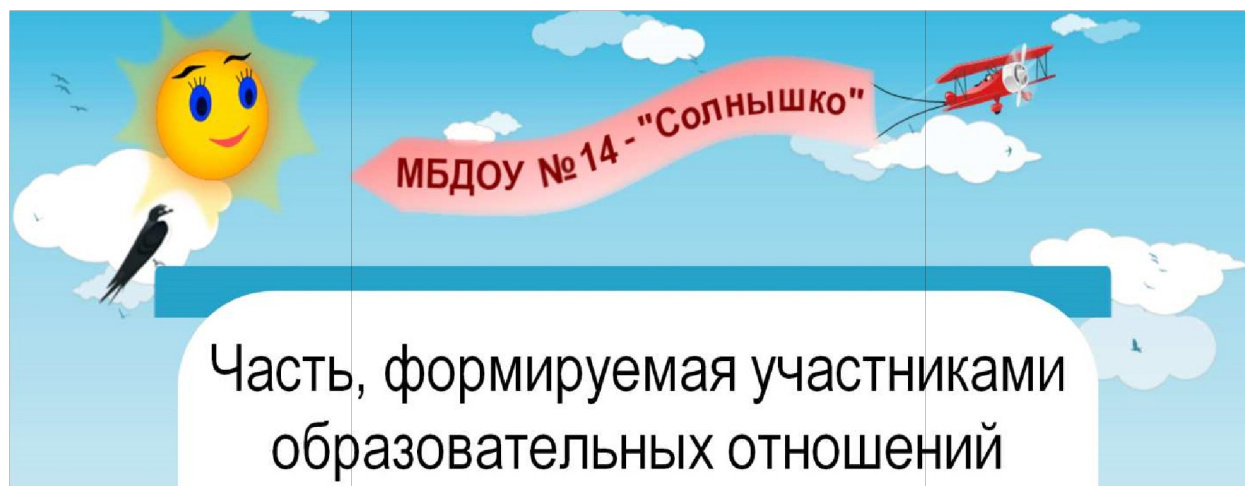 МБДОУ №14 - "Солнышко"
Часть, формируемая участниками
образовательных отношений